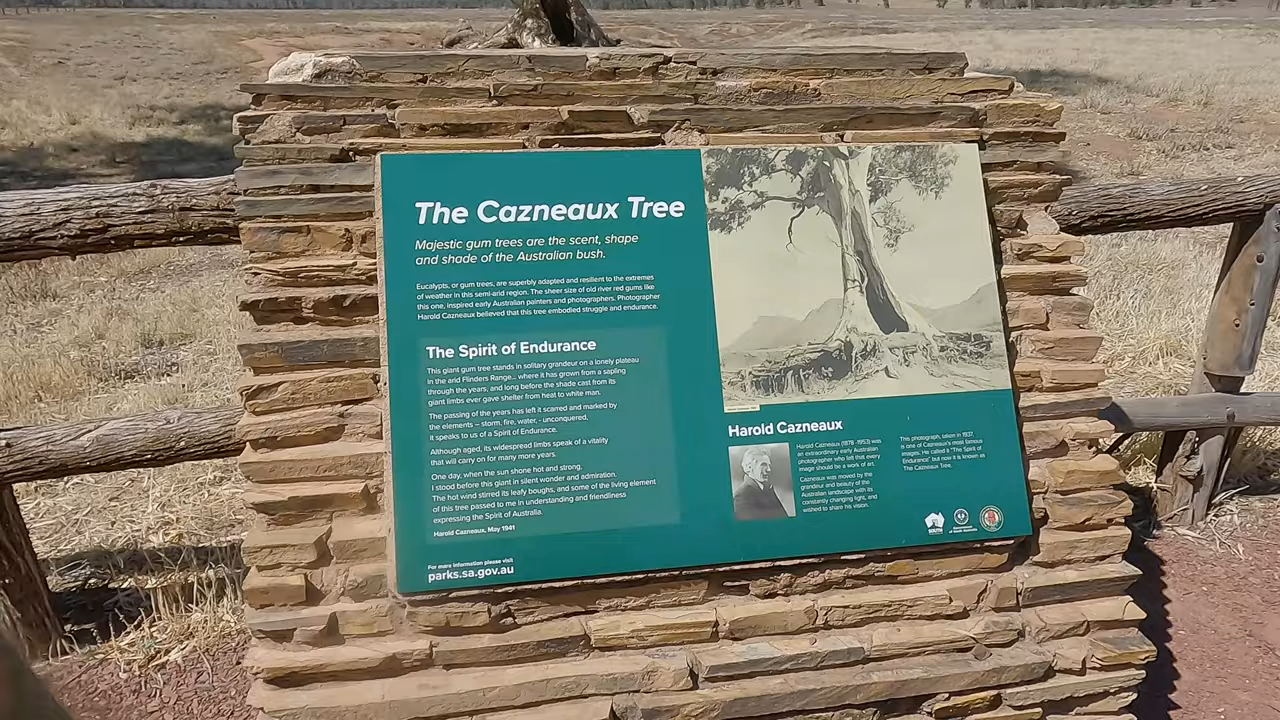 The Cazneaux Tree
Majestic gum trees are the scent, shape
and shade of the Australian bush.
Eucalypts, or gum trees, are superbly adapted and resilient to the extremes
of weather in this semi-arid region. The sheer size of old river red gums like
this one, inspired early Australian painters and photographers. Photographer
Harold Cazneaux believed that this tree embodied struggle and endurance.
The Spirit of Endurance
This giant gum tree stands in solitary grandeur on a lonely plateau
in the arid Flinders Range... where it has grown from a sapling
through the years, and long before the shade cast from its
giant limbs ever gave shelter from heat to white man.
The passing of the years has left it scarred and marked by
the elements – storm, fire, water, - unconquered,
it speaks to us of a Spirit of Endurance.
Although aged, its widespread limbs speak of a vitality
that will carry on for many more years.
One day, when the sun shone hot and strong,
I stood before this giant in silent wonder and admiration.
The hot wind stirred its leafy boughs, and some of the living element
of this tree passed to me in understanding and friendliness
expressing the Spirit of Australia.
Harold Cazneaux, May 1941
For more information please visit
parks.sa.gov.au
Harold Cazneaux
Harold Cazneaux (1878 -1953) was
an extraordinary early Australian
photographer who felt that every
image should be a work of art.
Cazneaux was moved by the
grandeur and beauty of the
Australian landscape with its
constantly changing light, and
wished to share his vision.
This photograph, taken in 1937,
is one of Cazneaux's most famous
images. He called it "The Spirit of
Endurance" but now it is known as
The Cazneaux Tree.
SOUTH
Government
of South Australia